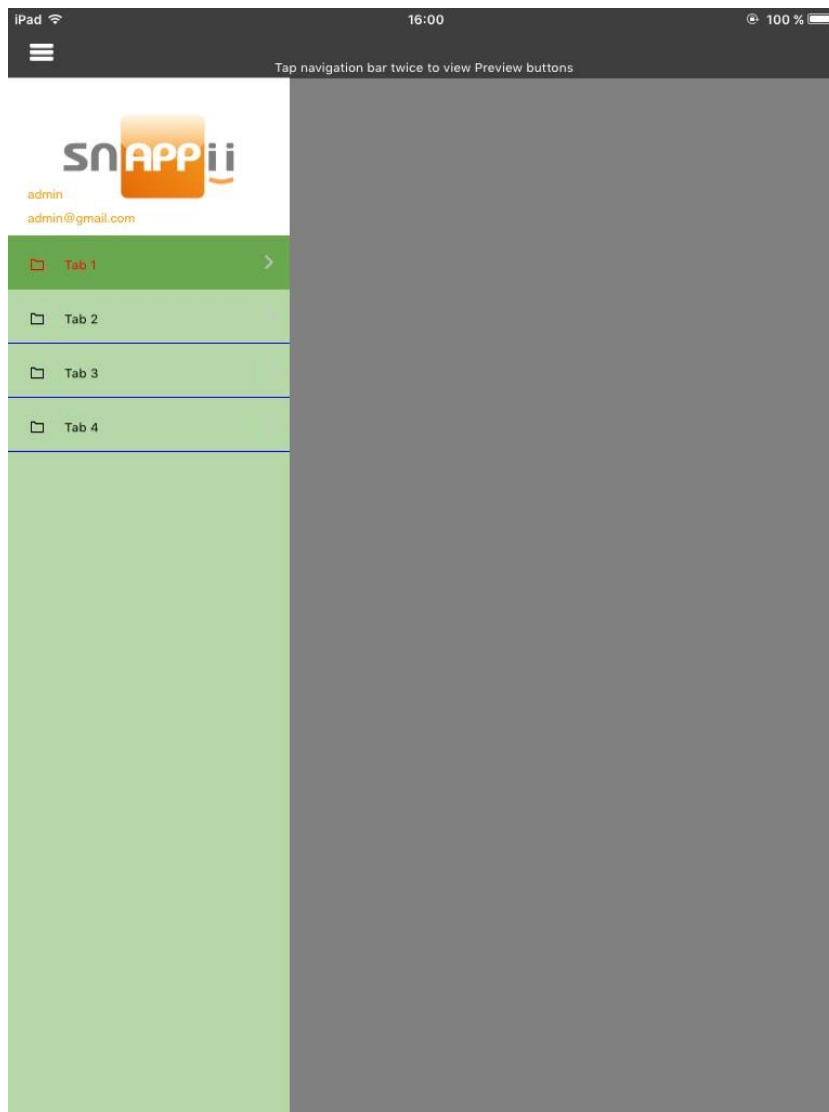 iPad 16:00 100 %
Tap navigation bar twice to view Preview buttons
snappii
admin
admin@gmail.com
Tab 1
Tab 2
Tab 3
Tab 4